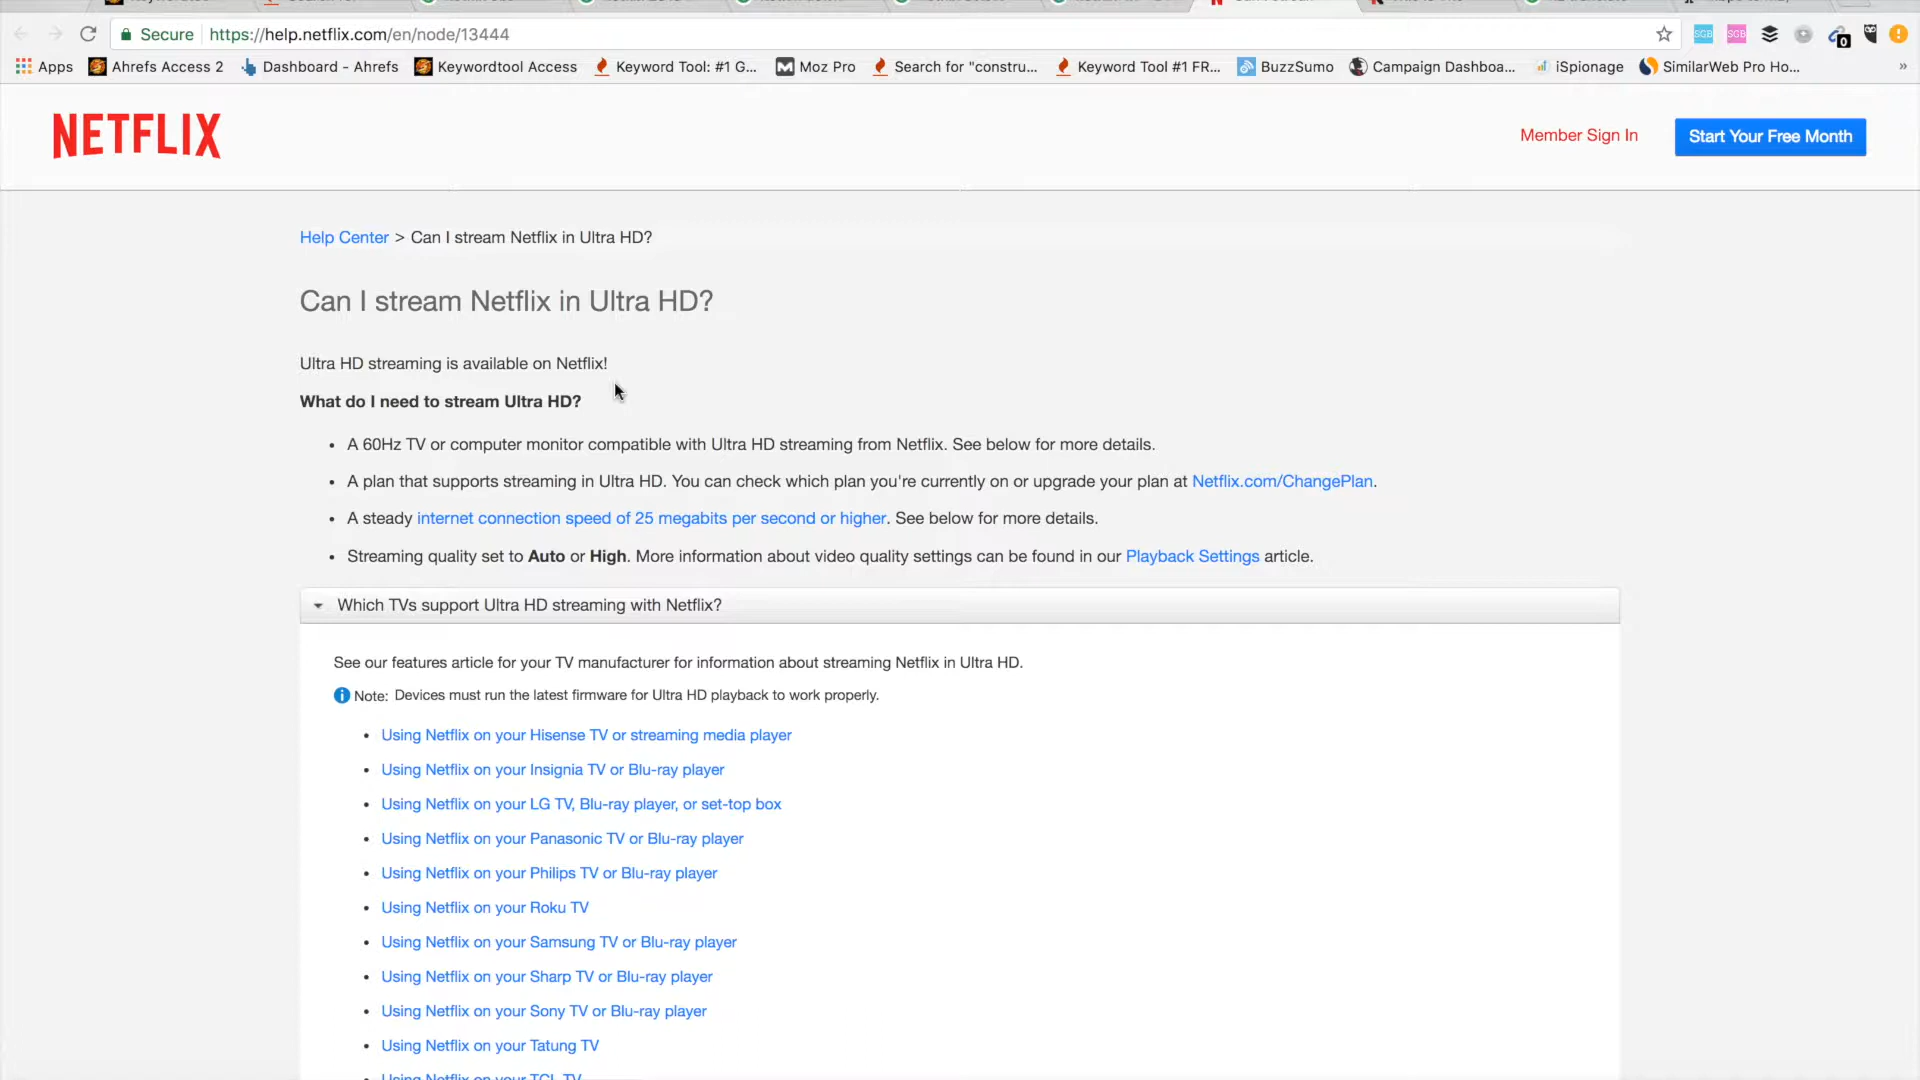 Secure https://help.netflix.com/en/node/13444
Apps Ahrefs Access 2 Dashboard - Ahrefs Keywordtool Access Keyword Tool: #1 G... Moz Pro Search for "constru... Keyword Tool #1 FR... BuzzSumo Campaign Dashboa... iSpionage SimilarWeb Pro Ho... »
NETFLIX
Member Sign In
Start Your Free Month
Help Center > Can I stream Netflix in Ultra HD?
Can I stream Netflix in Ultra HD?
Ultra HD streaming is available on Netflix!
What do I need to stream Ultra HD?
• A 60Hz TV or computer monitor compatible with Ultra HD streaming from Netflix. See below for more details.
• A plan that supports streaming in Ultra HD. You can check which plan you're currently on or upgrade your plan at Netflix.com/ChangePlan.
• A steady internet connection speed of 25 megabits per second or higher. See below for more details.
• Streaming quality set to Auto or High. More information about video quality settings can be found in our Playback Settings article.
Which TVs support Ultra HD streaming with Netflix?
See our features article for your TV manufacturer for information about streaming Netflix in Ultra HD.
Note: Devices must run the latest firmware for Ultra HD playback to work properly.
• Using Netflix on your Hisense TV or streaming media player
• Using Netflix on your Insignia TV or Blu-ray player
• Using Netflix on your LG TV, Blu-ray player, or set-top box
• Using Netflix on your Panasonic TV or Blu-ray player
• Using Netflix on your Philips TV or Blu-ray player
• Using Netflix on your Roku TV
• Using Netflix on your Samsung TV or Blu-ray player
• Using Netflix on your Sharp TV or Blu-ray player
• Using Netflix on your Sony TV or Blu-ray player
• Using Netflix on your Tatung TV
• Using Netflix on your TCL TV